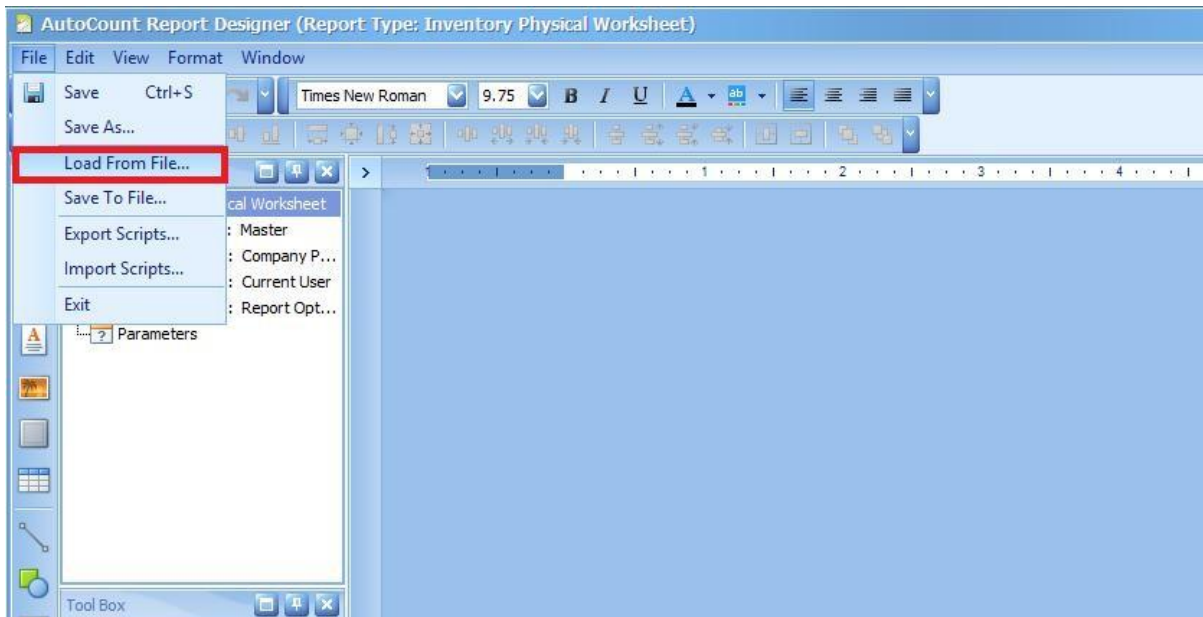 AutoCount Report Designer (Report Type: Inventory Physical Worksheet)
File Edit View Format Window
Save Ctrl+S
Times New Roman 9.75 B I U A ab
Save As...
Load From File...
1 1 2 3 4
Save To File...
cal Worksheet
: Master
Export Scripts...
: Company P...
Import Scripts...
: Current User
Exit
: Report Opt...
A
? Parameters
Tool Box